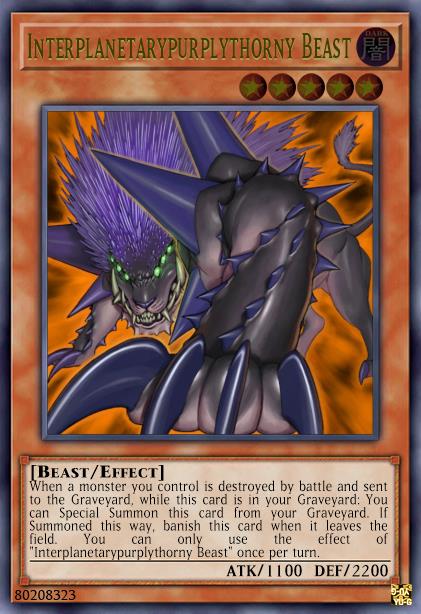 Interplanetarypurplythorny Beast
DARK
闇
[Beast/Effect]
When a monster you control is destroyed by battle and sent
to the Graveyard, while this card is in your Graveyard: You
can Special Summon this card from your Graveyard. If
Summoned this way, banish this card when it leaves the
field. You can only use the effect of
"Interplanetarypurplythorny Beast" once per turn.
ATK/1100 DEF/2200
80208323